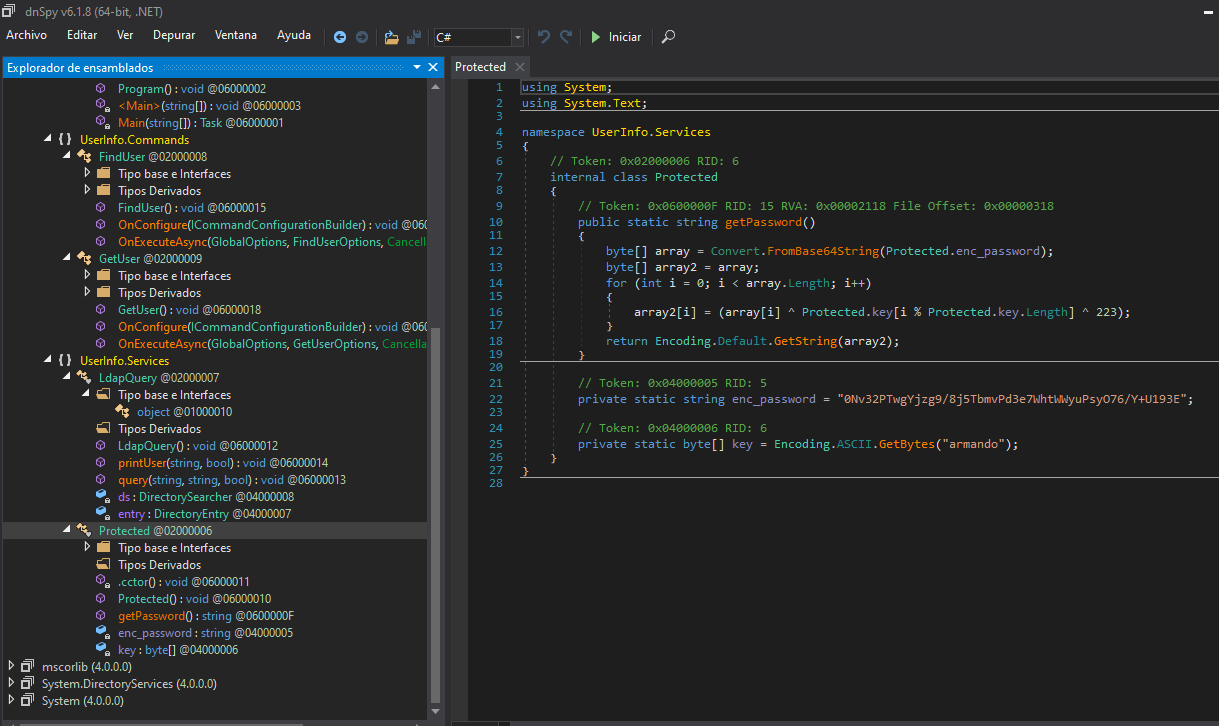 dnSpy v6.1.8 (64-bit, .NET)
Archivo Editar Ver Depurar Ventana Ayuda C# Iniciar
Explorador de ensamblados
Program() : void @06000002
<Main>(string[]) : void @06000003
Main(string[]) : Task @06000001
{ } UserInfo.Commands
FindUser @02000008
Tipo base e Interfaces
Tipos Derivados
FindUser() : void @06000015
OnConfigure(ICommandConfigurationBuilder) : void @060
OnExecuteAsync(GlobalOptions, FindUserOptions, Cancella
GetUser @02000009
Tipo base e Interfaces
Tipos Derivados
GetUser() : void @06000018
OnConfigure(ICommandConfigurationBuilder) : void @060
OnExecuteAsync(GlobalOptions, GetUserOptions, Cancella
{ } UserInfo.Services
LdapQuery @02000007
Tipo base e Interfaces
object @01000010
Tipos Derivados
LdapQuery() : void @06000012
printUser(string, bool) : void @06000014
query(string, string, bool) : void @06000013
ds : DirectorySearcher @04000008
entry : DirectoryEntry @04000007
Protected @02000006
Tipo base e Interfaces
Tipos Derivados
.cctor() : void @06000011
Protected() : void @06000010
getPassword() : string @0600000F
enc_password : string @04000005
key : byte[] @04000006
mscorlib (4.0.0.0)
System.DirectoryServices (4.0.0.0)
System (4.0.0.0)
Protected
1 using System;
2 using System.Text;
3
4 namespace UserInfo.Services
5 {
6 // Token: 0x02000006 RID: 6
7 internal class Protected
8 {
9 // Token: 0x0600000F RID: 15 RVA: 0x00002118 File Offset: 0x00000318
10 public static string getPassword()
11 {
12 byte[] array = Convert.FromBase64String(Protected.enc_password);
13 byte[] array2 = array;
14 for (int i = 0; i < array.Length; i++)
15 {
16 array2[i] = (array[i] ^ Protected.key[i % Protected.key.Length] ^ 223);
17 }
18 return Encoding.Default.GetString(array2);
19 }
20
21 // Token: 0x04000005 RID: 5
22 private static string enc_password = "0Nv32PTwgYjzg9/8j5TbmvPd3e7WhtWWyuPsyO76/Y+U193E";
23
24 // Token: 0x04000006 RID: 6
25 private static byte[] key = Encoding.ASCII.GetBytes("armando");
26 }
27 }
28